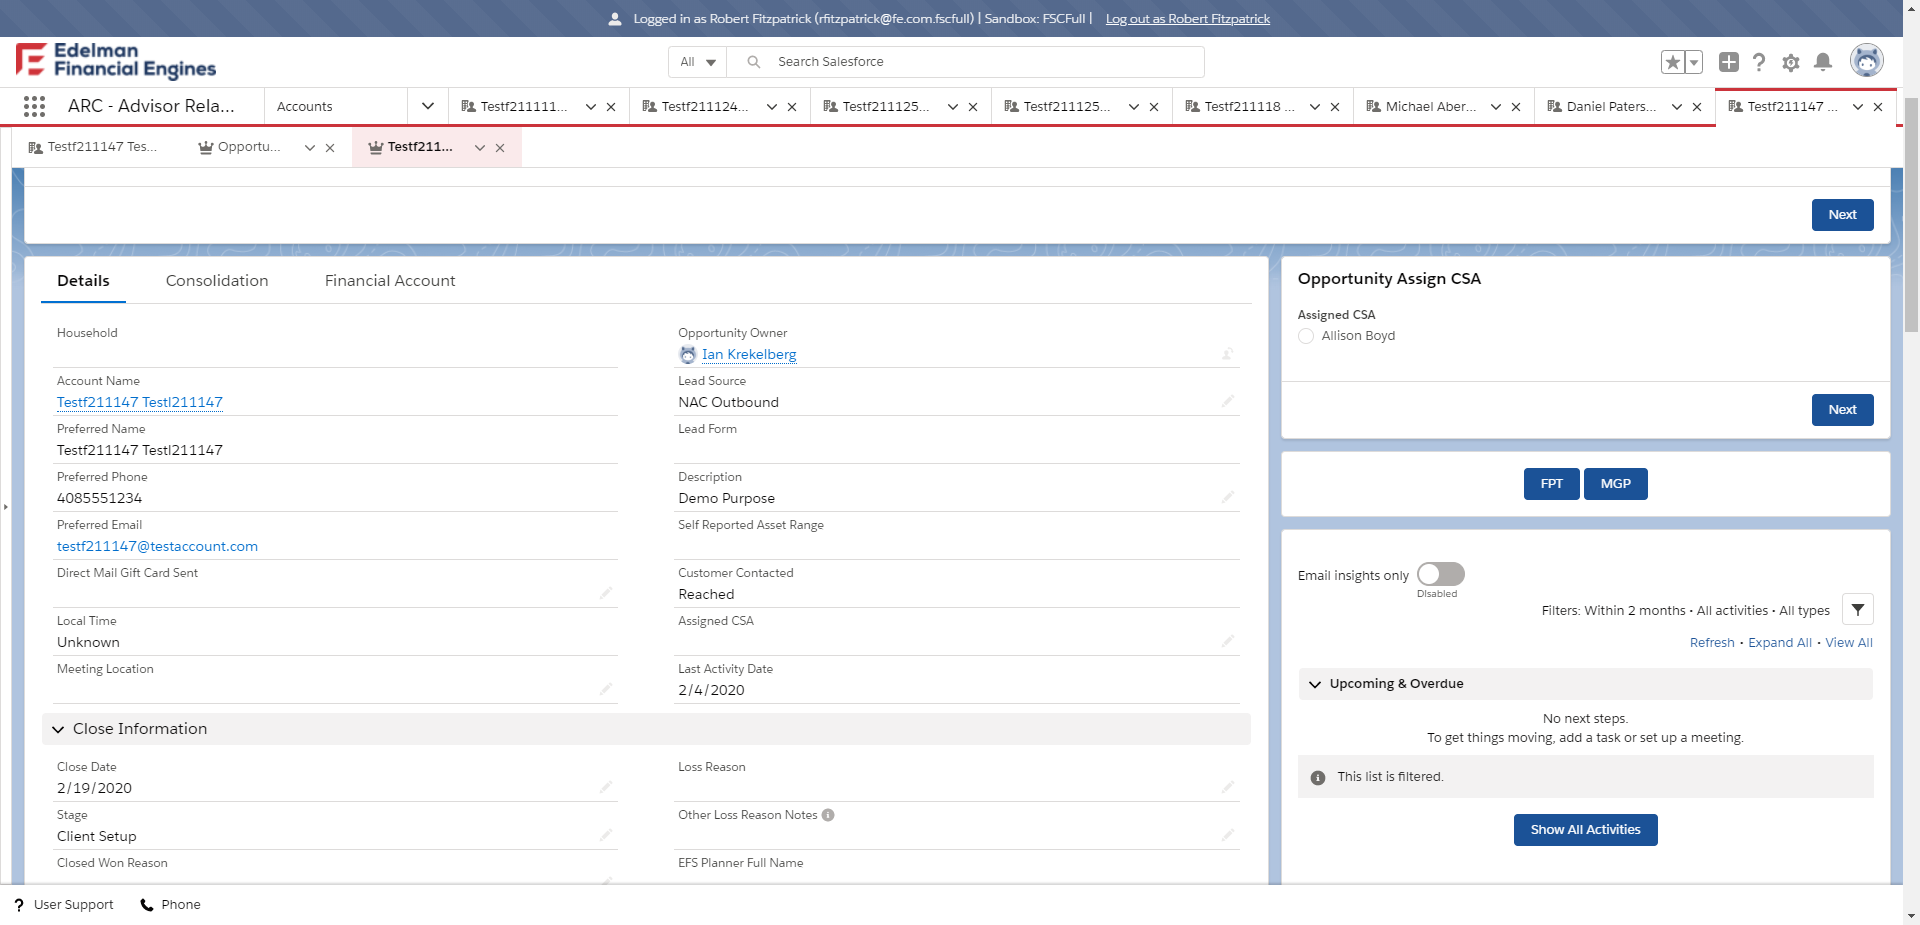 Logged in as Robert Fitzpatrick (rfitzpatrick@fe.com.fscfull) | Sandbox: FSCFull | Log out as Robert Fitzpatrick
Edelman
Financial Engines
All
Search Salesforce
ARC - Advisor Rela...
Accounts
Testf211111...
Testf211124...
Testf211125...
Testf211125...
Testf211118 ...
Michael Aber...
Daniel Paters...
Testf211147 ...
Testf211147 Tes...
Opportu...
Testf211...
Next
Details
Consolidation
Financial Account
Household
Opportunity Owner
Ian Krekelberg
Account Name
Testf211147 Testl211147
Lead Source
NAC Outbound
Preferred Name
Testf211147 Testl211147
Lead Form
Preferred Phone
4085551234
Description
Demo Purpose
Preferred Email
testf211147@testaccount.com
Self Reported Asset Range
Direct Mail Gift Card Sent
Customer Contacted
Reached
Local Time
Unknown
Assigned CSA
Meeting Location
Last Activity Date
2/4/2020
Close Information
Close Date
2/19/2020
Loss Reason
Stage
Client Setup
Other Loss Reason Notes
Closed Won Reason
EFS Planner Full Name
Opportunity Assign CSA
Assigned CSA
Allison Boyd
Next
FPT
MGP
Email insights only
Disabled
Filters: Within 2 months • All activities • All types
Refresh • Expand All • View All
Upcoming & Overdue
No next steps.
To get things moving, add a task or set up a meeting.
This list is filtered.
Show All Activities
User Support
Phone